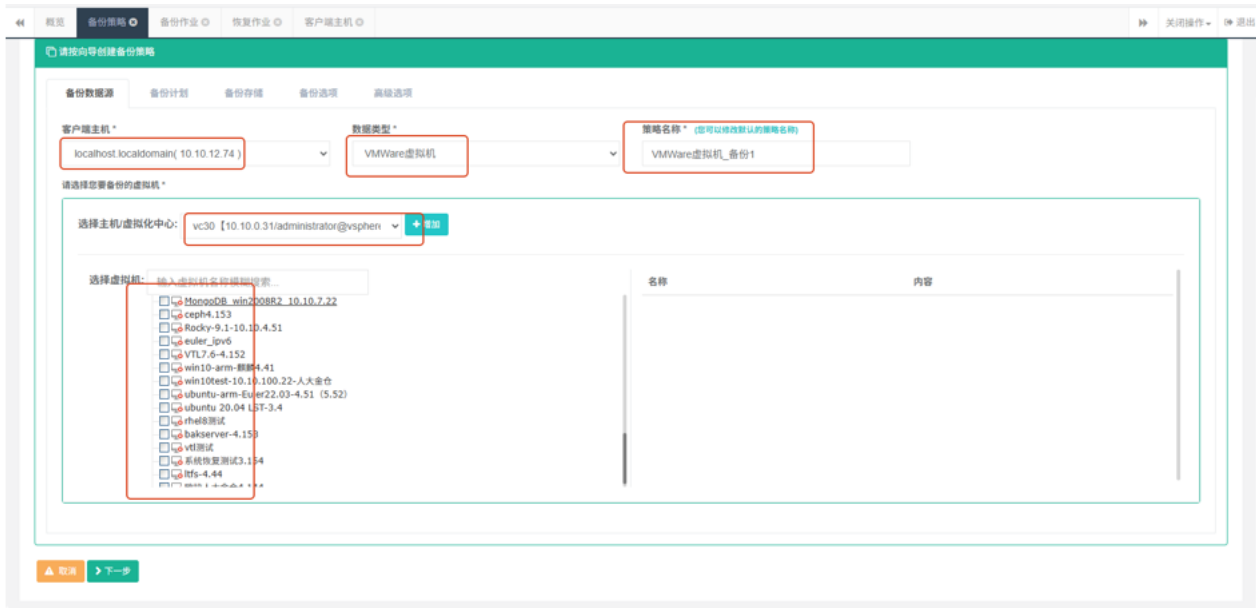 概览 备份策略 备份作业 恢复作业 客户端主机 关闭操作 退出
请按向导创建备份策略
备份数据源 备份计划 备份存储 备份选项 高级选项
客户端主机 * 数据类型 * 策略名称 * (您可以修改默认的策略名称)
localhost.localdomain( 10.10.12.74 ) VMWare虚拟机 VMWare虚拟机_备份1
请选择您要备份的虚拟机 *
选择主机/虚拟化中心: vc30【10.10.0.31/administrator@vspher 增加
选择虚拟机: 输入虚拟机名称模糊搜索... 名称 内容
MongoDB_win2008R2_10.10.7.22
ceph4.153
Rocky-9.1-10.10.4.51
euler_ipv6
VTL7.6-4.152
win10-arm-麒麟4.41
win10test-10.10.100.22-人大金仓
ubuntu-arm-Euler22.03-4.51（5.52）
ubuntu 20.04 LST-3.4
rhel8测试
bakserver-4.153
vtl测试
系统恢复测试3.154
ltfs-4.44
取消 下一步